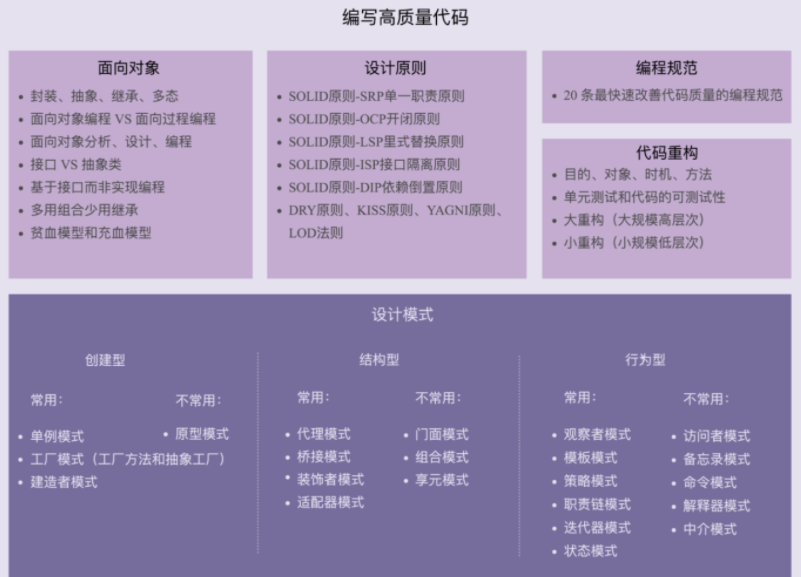 编写高质量代码
面向对象
封装、抽象、继承、多态
面向对象编程 VS 面向过程编程
面向对象分析、设计、编程
接口 VS 抽象类
基于接口而非实现编程
多用组合少用继承
贫血模型和充血模型
设计原则
SOLID原则-SRP单一职责原则
SOLID原则-OCP开闭原则
SOLID原则-LSP里式替换原则
SOLID原则-ISP接口隔离原则
SOLID原则-DIP依赖倒置原则
DRY原则、KISS原则、YAGNI原则、
LOD法则
编程规范
20 条最快速改善代码质量的编程规范
代码重构
目的、对象、时机、方法
单元测试和代码的可测试性
大重构（大规模高层次）
小重构（小规模低层次）
设计模式
创建型
常用：
单例模式
工厂模式（工厂方法和抽象工厂）
建造者模式
不常用：
原型模式
结构型
常用：
代理模式
桥接模式
装饰者模式
适配器模式
不常用：
门面模式
组合模式
享元模式
行为型
常用：
观察者模式
模板模式
策略模式
职责链模式
迭代器模式
状态模式
不常用：
访问者模式
备忘录模式
命令模式
解释器模式
中介模式